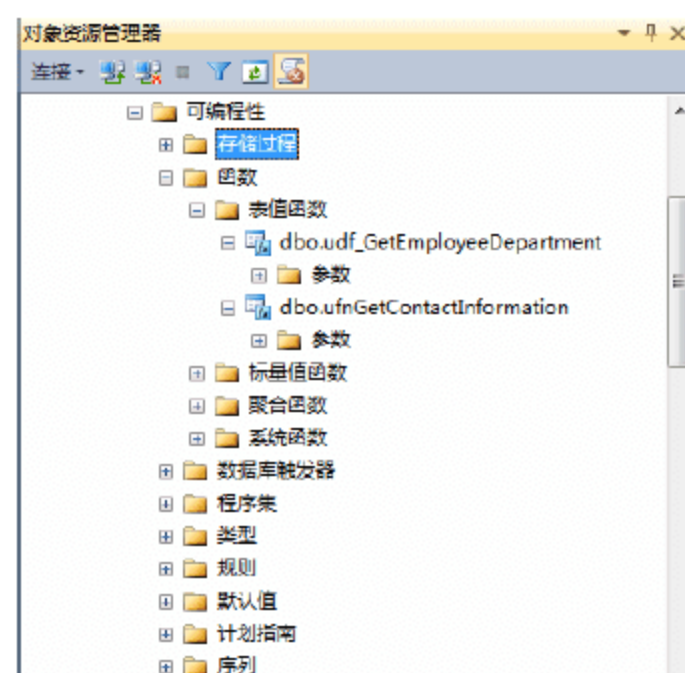 对象资源管理器
连接
可编程性
存储过程
函数
表值函数
dbo.udf_GetEmployeeDepartment
参数
dbo.ufnGetContactInformation
参数
标量值函数
聚合函数
系统函数
数据库触发器
程序集
类型
规则
默认值
计划指南
序列